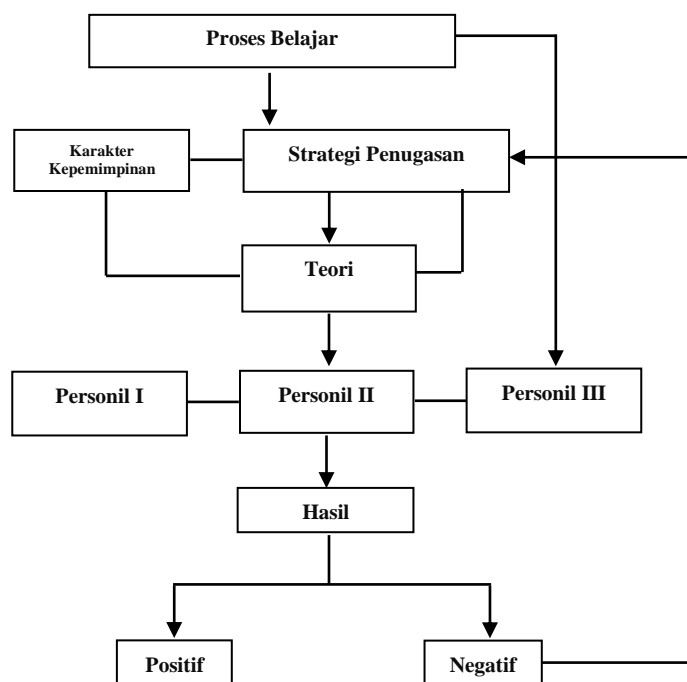 Proses Belajar
Karakter
Kepemimpinan
Strategi Penugasan
Teori
Personil I
Personil II
Personil III
Hasil
Positif
Negatif